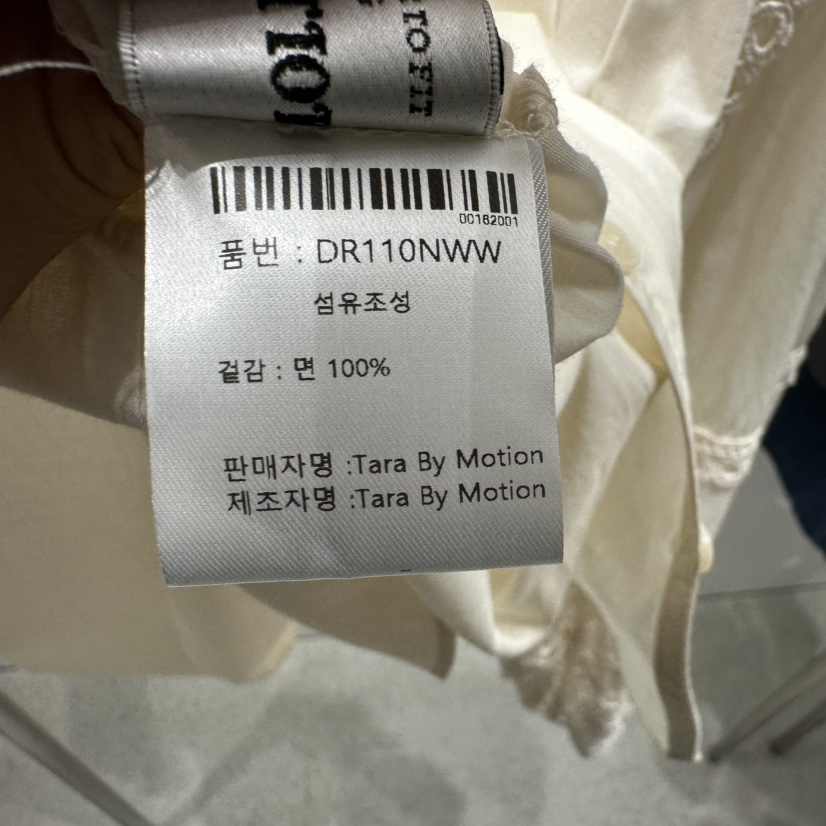 00162001
품번 : DR110NWW
섬유조성
겉감 : 면 100%
판매자명 :Tara By Motion
제조자명 :Tara By Motion